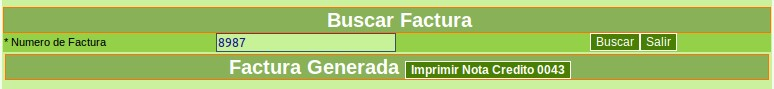 Buscar Factura
* Numero de Factura 8987 Buscar Salir
Factura Generada Imprimir Nota Credito 0043